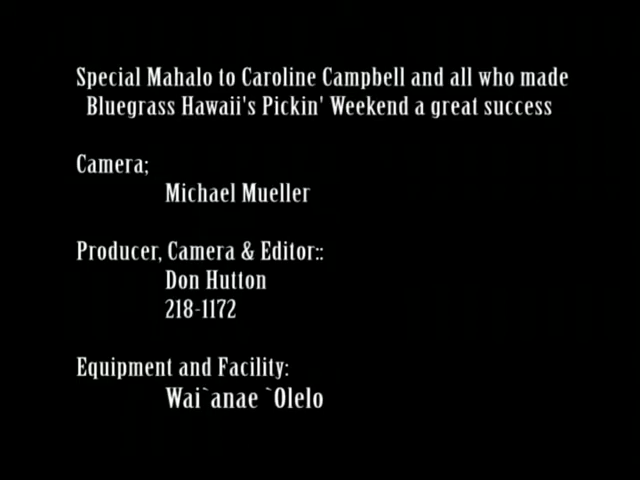 Special Mahalo to Caroline Campbell and all who made
Bluegrass Hawaii's Pickin' Weekend a great success
Camera;
Michael Mueller
Producer, Camera & Editor::
Don Hutton
218-1172
Equipment and Facility:
Wai`anae `Olelo